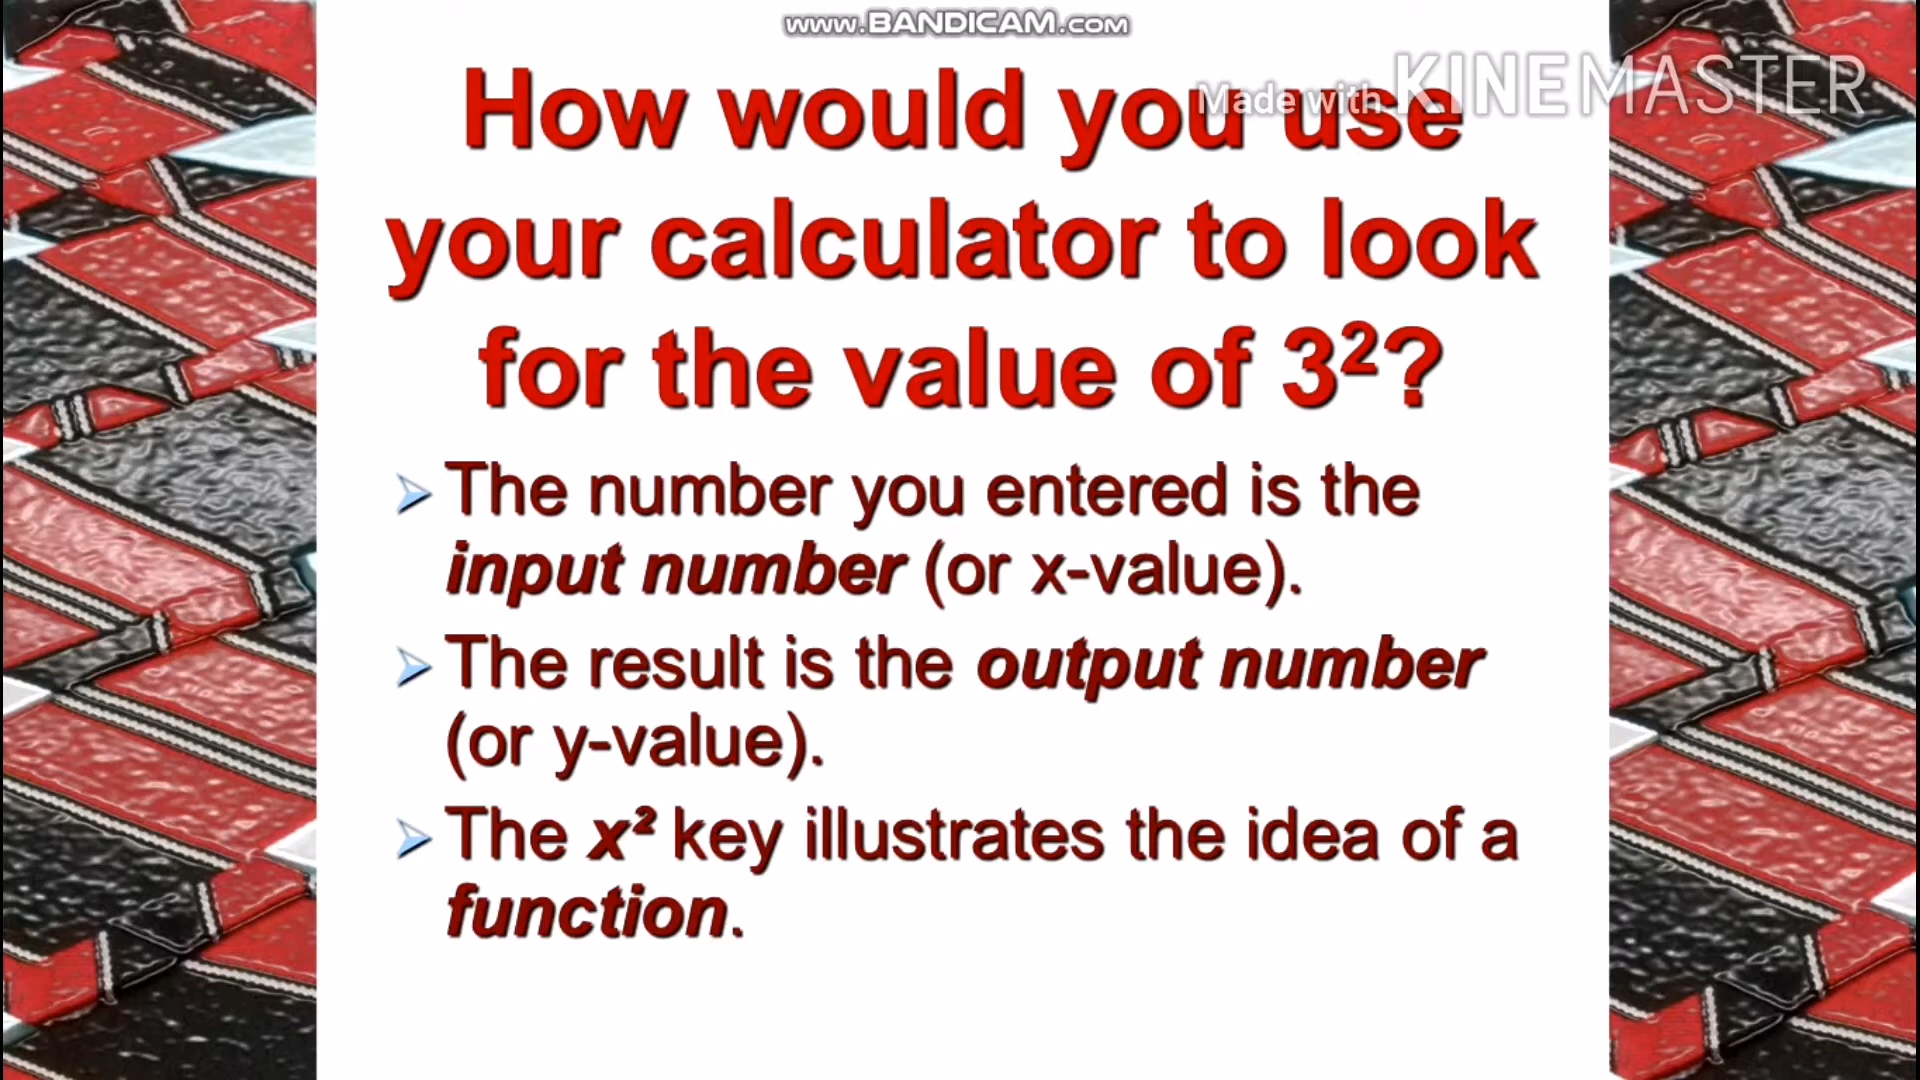 www.BANDICAM.com
Made with KINEMASTER
How would you use
your calculator to look
for the value of 3²?
The number you entered is the
input number (or x-value).
The result is the output number
(or y-value).
The x² key illustrates the idea of a
function.